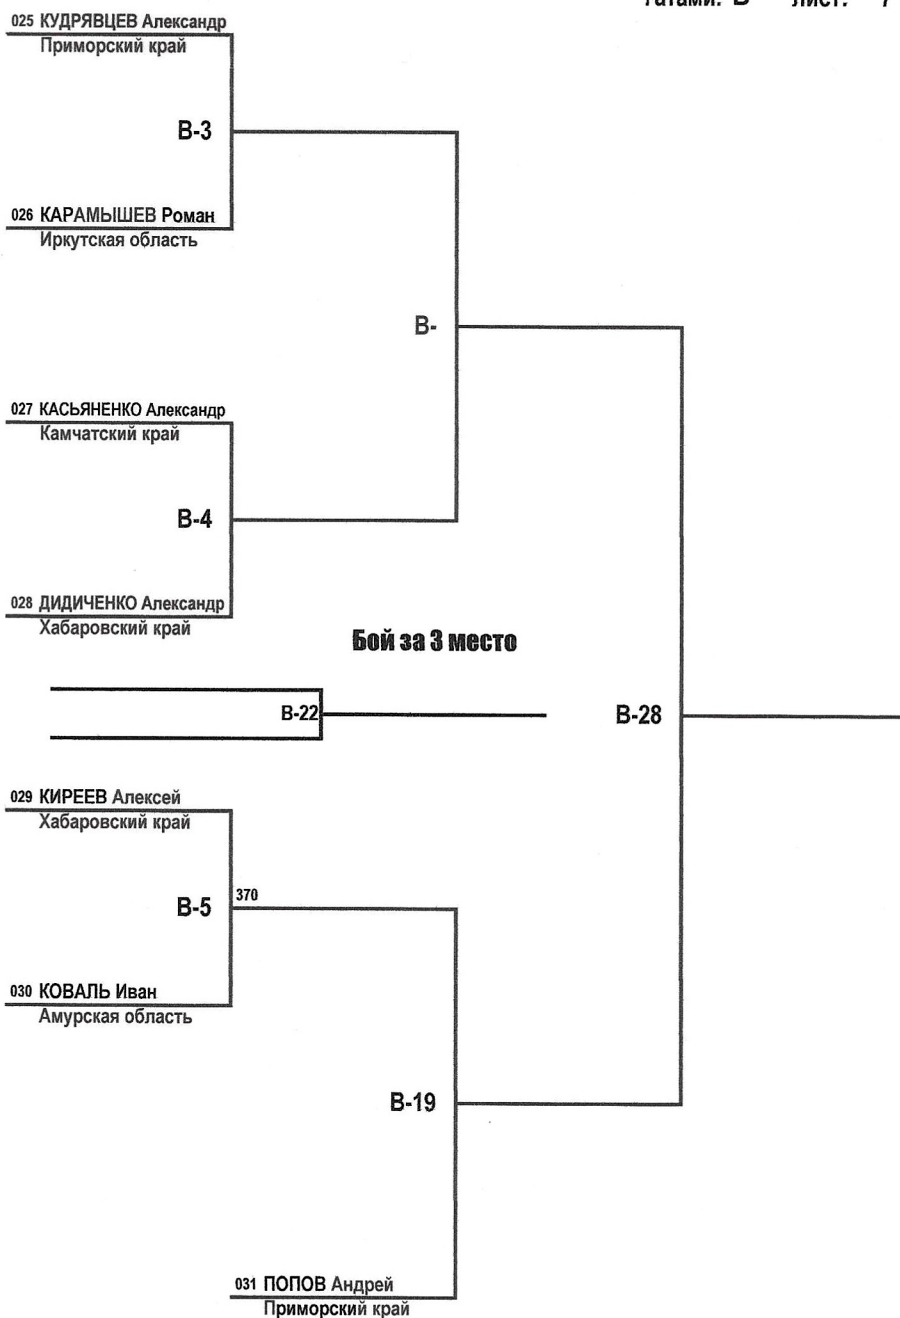 Татами: В Лист: 7
025 КУДРЯВЦЕВ Александр
Приморский край
В-3
026 КАРАМЫШЕВ Роман
Иркутская область
В-
027 КАСЬЯНЕНКО Александр
Камчатский край
В-4
028 ДИДИЧЕНКО Александр
Хабаровский край
Бой за 3 место
В-22
В-28
029 КИРЕЕВ Алексей
Хабаровский край
370
В-5
030 КОВАЛЬ Иван
Амурская область
В-19
031 ПОПОВ Андрей
Приморский край